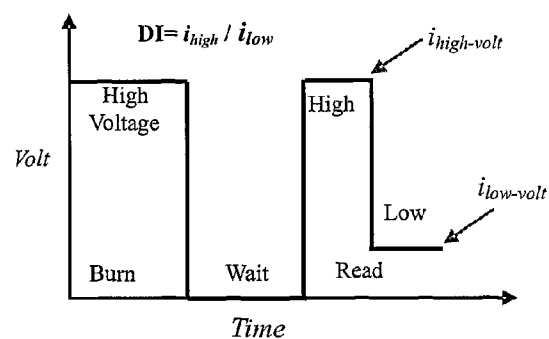 DI= i_high / i_low
i_high-volt
High
Voltage
High
Volt
i_low-volt
Low
Burn
Wait
Read
Time